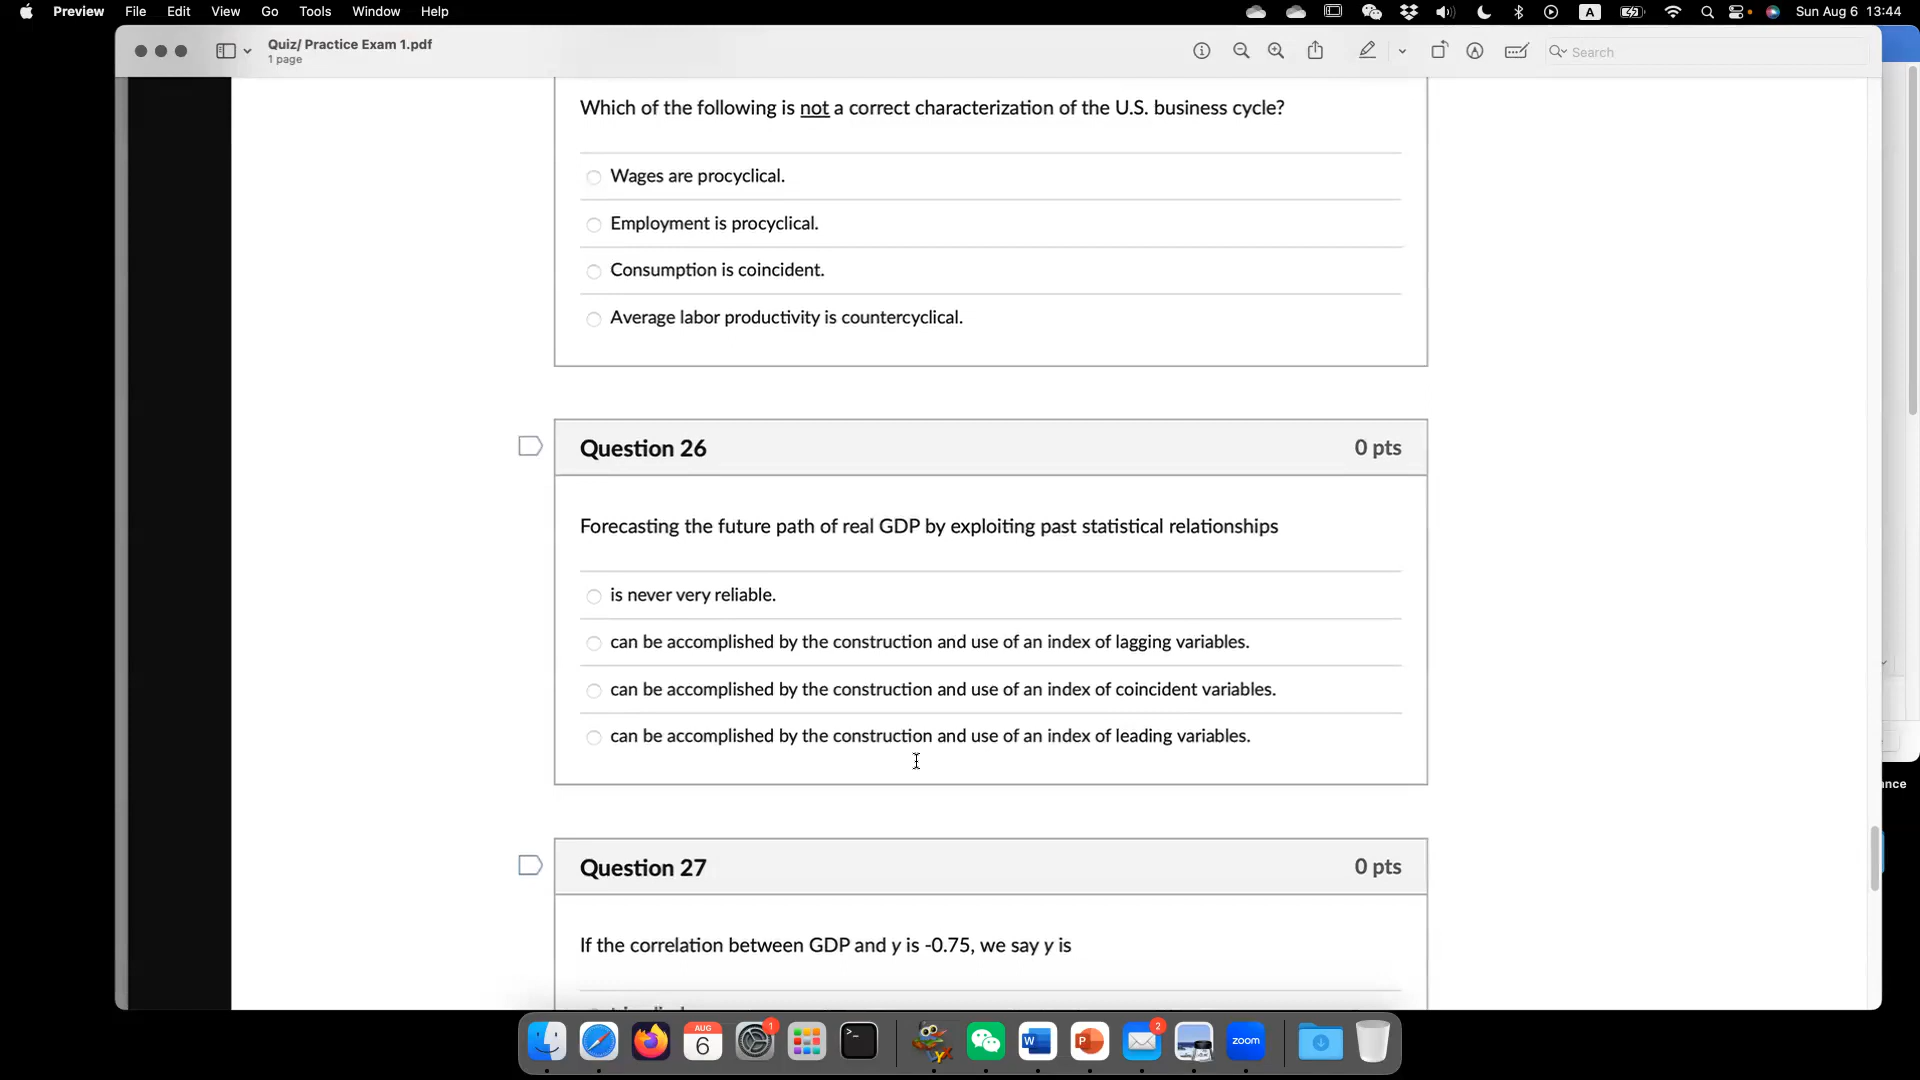 Preview File Edit View Go Tools Window Help
A
Sun Aug 6 13:44
Quiz/ Practice Exam 1.pdf
1 page
Search
Which of the following is not a correct characterization of the U.S. business cycle?
Wages are procyclical.
Employment is procyclical.
Consumption is coincident.
Average labor productivity is countercyclical.
Question 26 0 pts
Forecasting the future path of real GDP by exploiting past statistical relationships
is never very reliable.
can be accomplished by the construction and use of an index of lagging variables.
can be accomplished by the construction and use of an index of coincident variables.
can be accomplished by the construction and use of an index of leading variables.
Question 27 0 pts
If the correlation between GDP and y is -0.75, we say y is
AUG
6
1
W
P
2
zoom